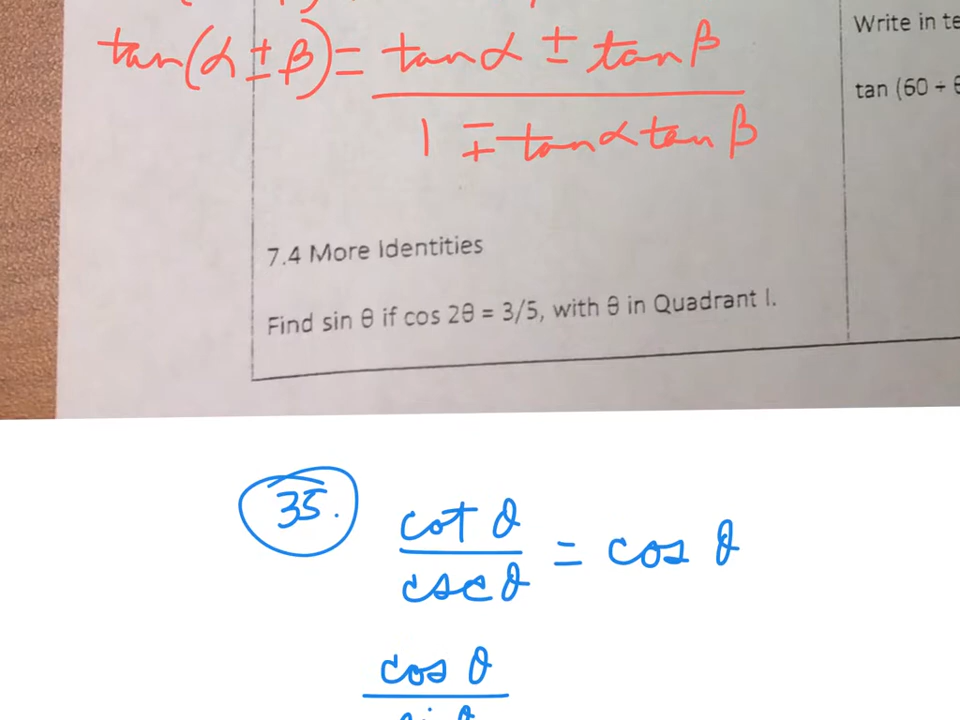 tan(α ± β) = tan α ± tan β
1 ∓ tan α tan β
Write in te
tan (60 + θ
7.4 More Identities
Find sin θ if cos 2θ = 3/5, with θ in Quadrant I.
35. cot θ
csc θ = cos θ
cos θ